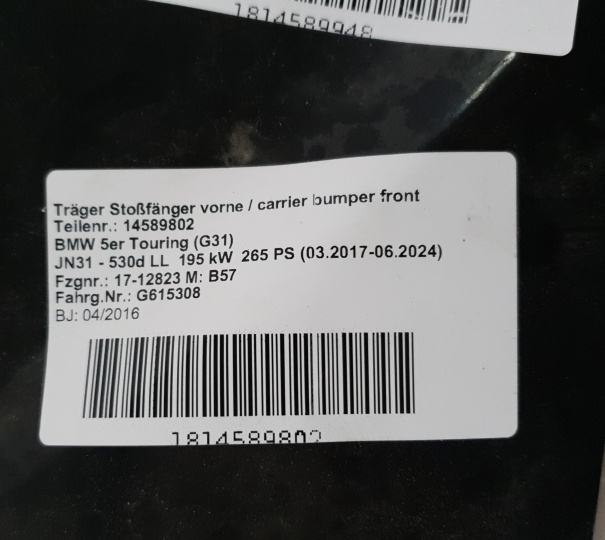 1814589948
Träger Stoßfänger vorne / carrier bumper front
Teilenr.: 14589802
BMW 5er Touring (G31)
JN31 - 530d LL 195 kW 265 PS (03.2017-06.2024)
Fzgnr.: 17-12823 M: B57
Fahrg.Nr.: G615308
BJ: 04/2016
1814589802